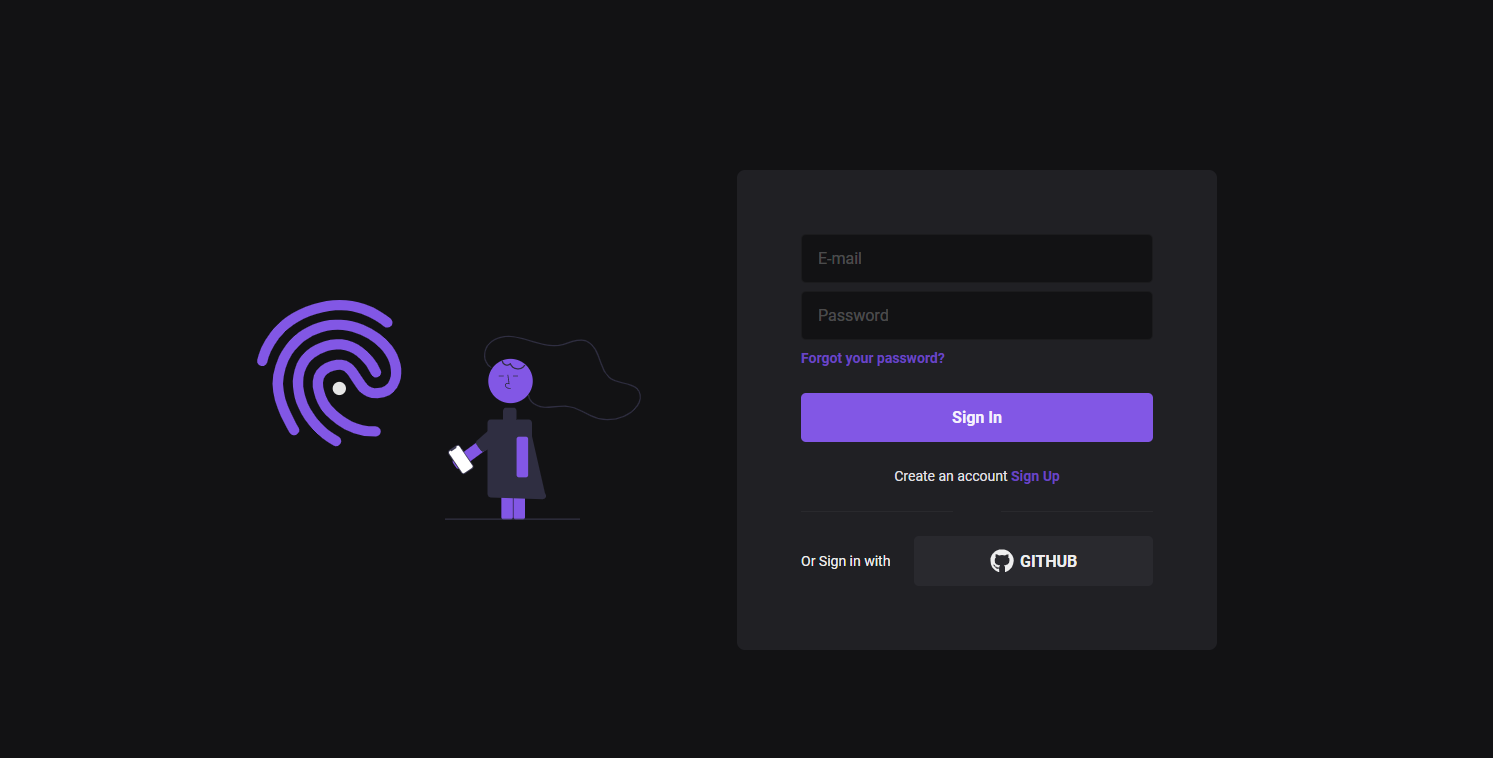 E-mail
Password
Forgot your password?
Sign In
Create an account Sign Up
Or Sign in with
GITHUB